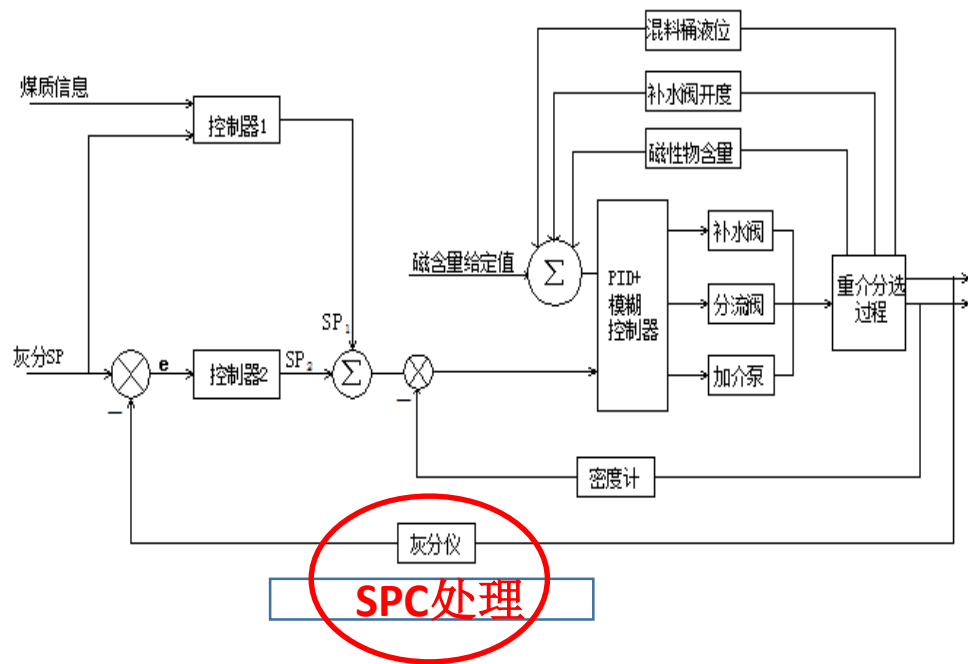 混料桶液位
煤质信息
补水阀开度
控制器1
磁性物含量
补水阀
磁含量给定值
Σ
PID+
模糊
控制器
重介分选
过程
分流阀
SP1
灰分SP
e
控制器2
SP2
Σ
加介泵
—
—
密度计
灰分仪
SPC处理